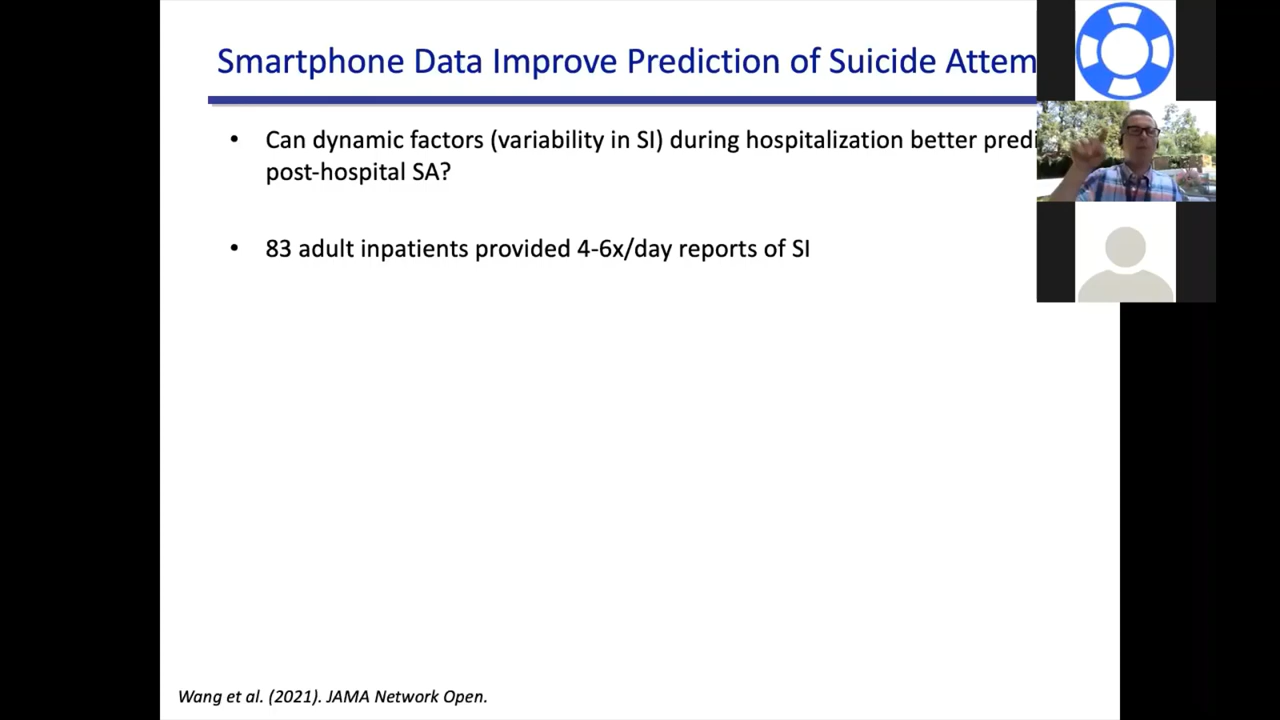 Smartphone Data Improve Prediction of Suicide Attem
• Can dynamic factors (variability in SI) during hospitalization better predi
post-hospital SA?
• 83 adult inpatients provided 4-6x/day reports of SI
Wang et al. (2021). JAMA Network Open.